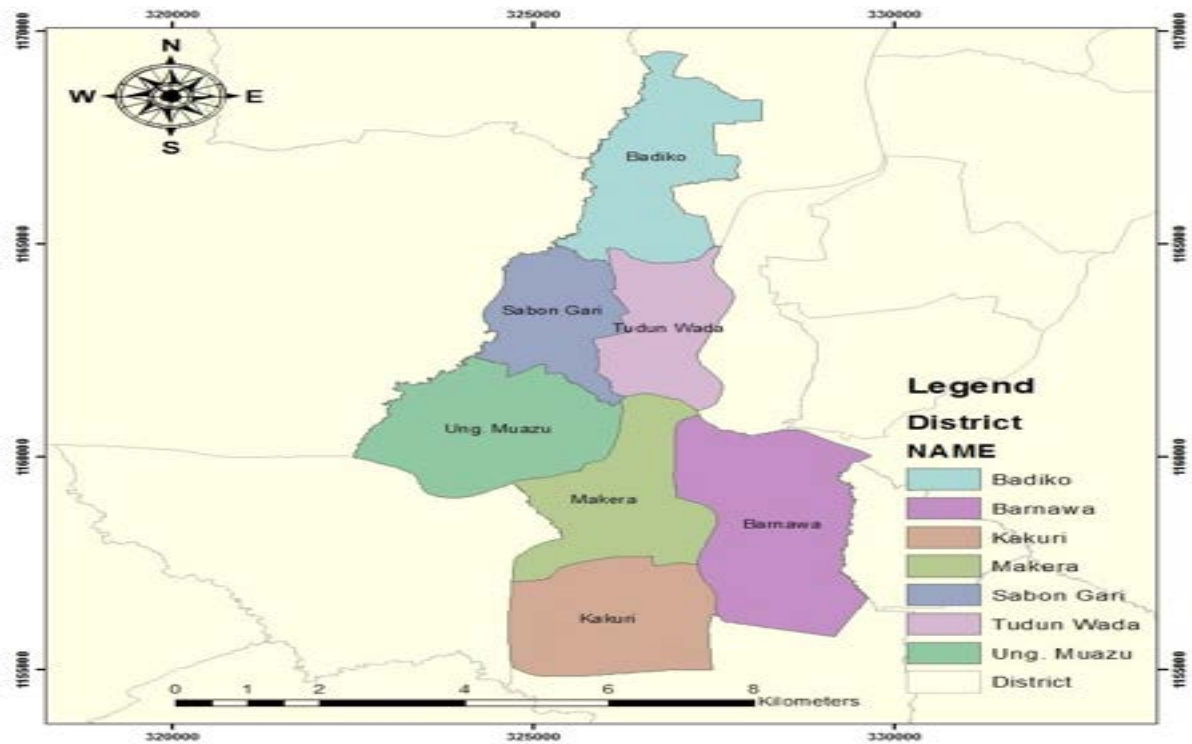 320000 325000 330000
1170000 1170000
N
W E
S
Badiko
1165000 1165000
Sabon Gari
Tudun Wada
Legend
District
Ung. Muazu
NAME
1160000 1160000
Badiko
Makera
Barnawa
Barnawa
Kakuri
Makera
Sabon Gari
Kakuri
Tudun Wada
Ung. Muazu
1155000 1155000
District
0 1 2 4 6 8
Kilometers
320000 325000 330000